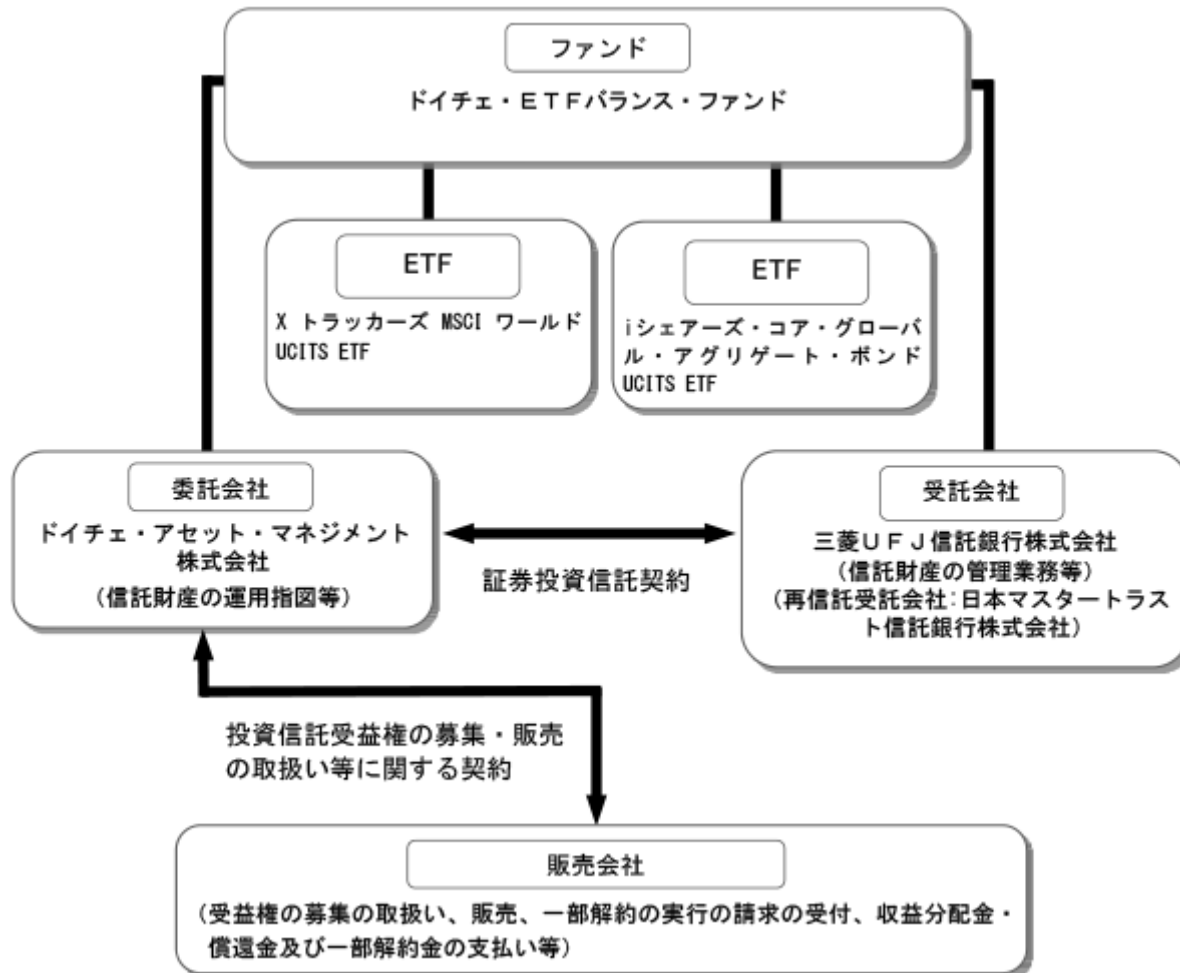 ファンド
ドイチェ・ETFバランス・ファンド
ETF
X トラッカーズ MSCI ワールド
UCITS ETF
ETF
iシェアーズ・コア・グローバ
ル・アグリゲート・ボンド
UCITS ETF
委託会社
ドイチェ・アセット・マネジメント
株式会社
(信託財産の運用指図等)
証券投資信託契約
受託会社
三菱UFJ信託銀行株式会社
(信託財産の管理業務等)
(再信託受託会社:日本マスタートラス
ト信託銀行株式会社)
投資信託受益権の募集・販売
の取扱い等に関する契約
販売会社
(受益権の募集の取扱い、販売、一部解約の実行の請求の受付、収益分配金・
償還金及び一部解約金の支払い等)